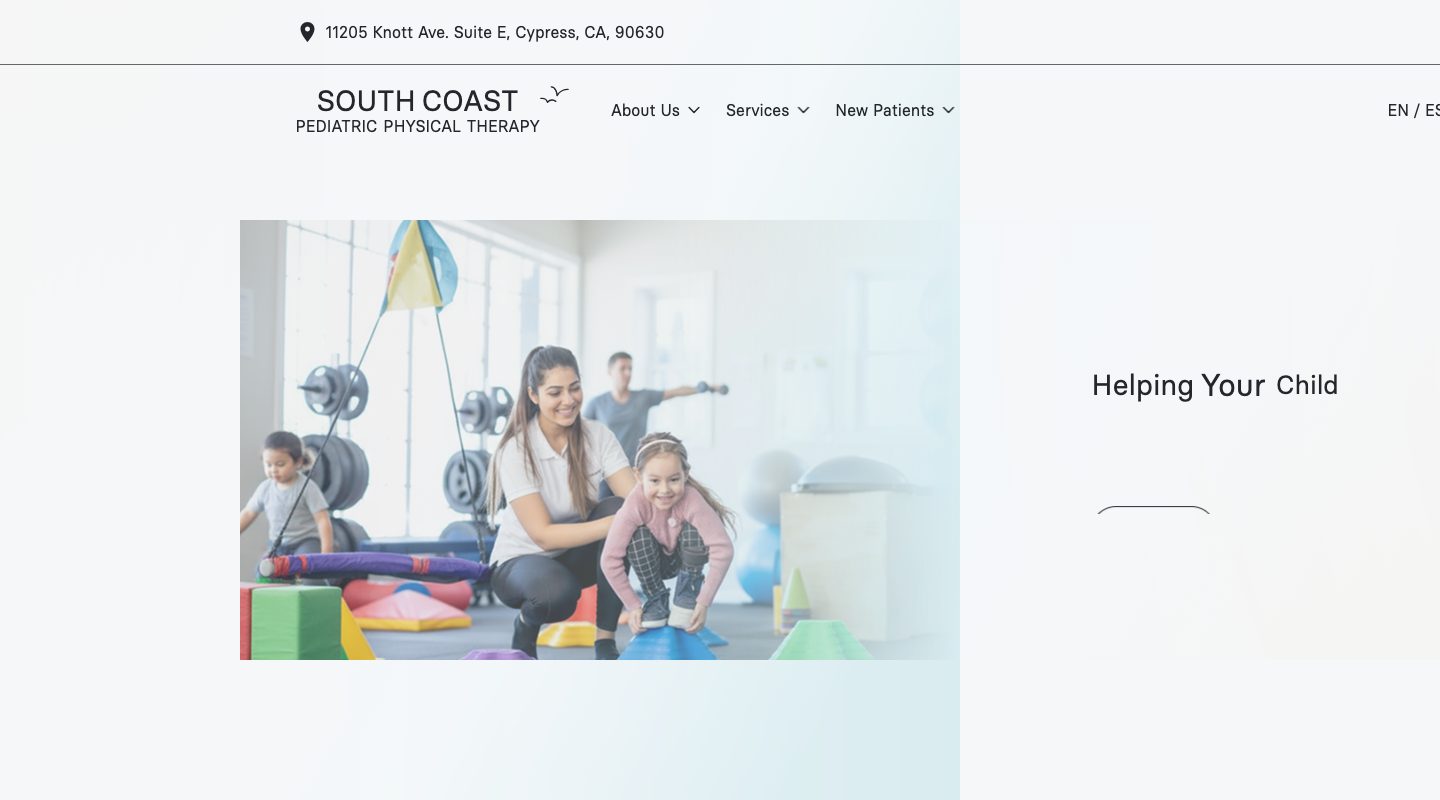 11205 Knott Ave. Suite E, Cypress, CA, 90630
SOUTH COAST
PEDIATRIC PHYSICAL THERAPY
About Us
Services
New Patients
EN / ES
Helping Your Child